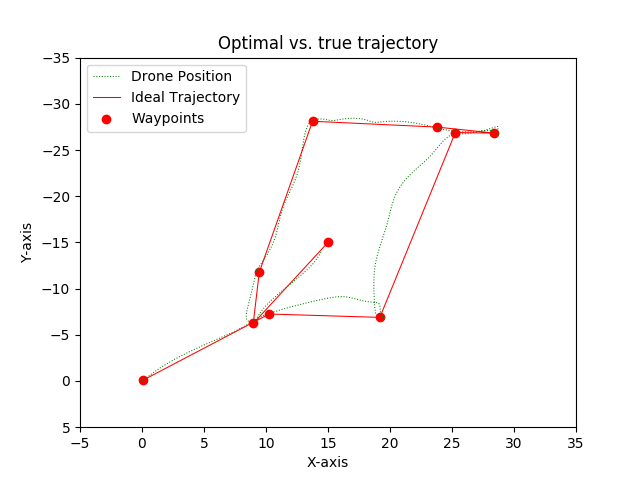 Optimal vs. true trajectory
Drone Position
Ideal Trajectory
Waypoints
−35
−30
−25
−20
−15
−10
−5
0
5
Y-axis
−5 0 5 10 15 20 25 30 35
X-axis